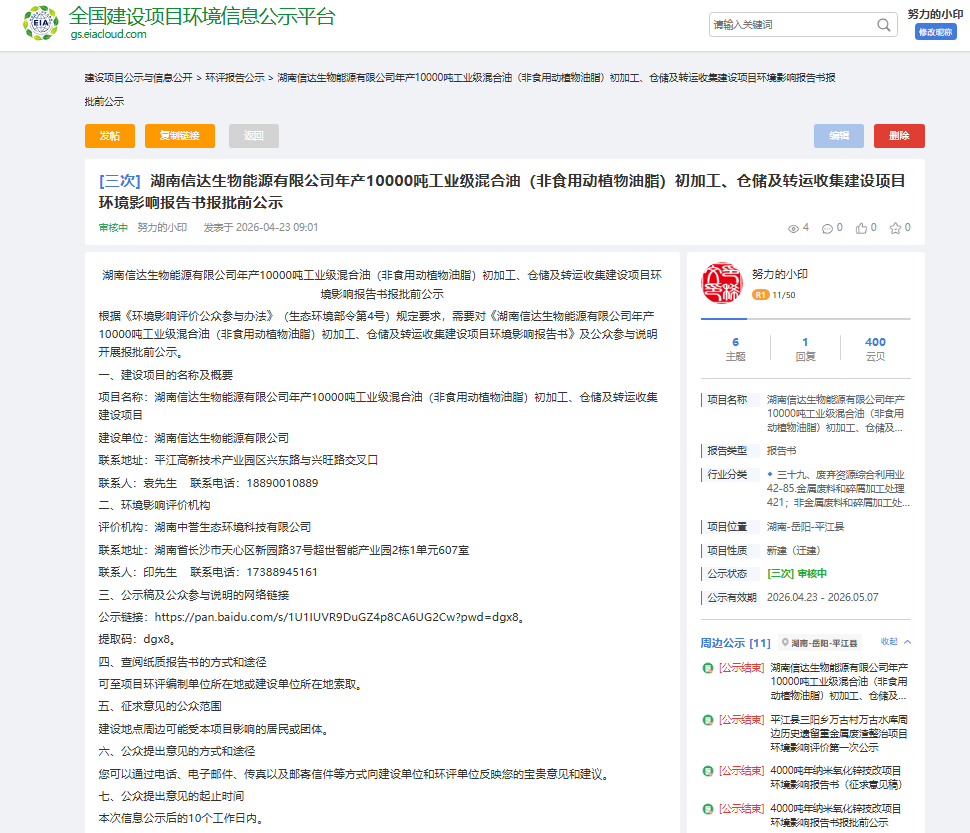 EIA
全国建设项目环境信息公示平台
gs.eiacloud.com
请输入关键词
努力的小印
修改昵称
建设项目公示与信息公开 > 环评报告公示 > 湖南信达生物能源有限公司年产10000吨工业级混合油（非食用动植物油脂）初加工、仓储及转运收集建设项目环境影响报告书报
批前公示
发帖
复制链接
返回
编辑
删除
[三次] 湖南信达生物能源有限公司年产10000吨工业级混合油（非食用动植物油脂）初加工、仓储及转运收集建设项目
环境影响报告书报批前公示
审核中 努力的小印 发表于 2026-04-23 09:01
4 0 0 0
湖南信达生物能源有限公司年产10000吨工业级混合油（非食用动植物油脂）初加工、仓储及转运收集建设项目环
境影响报告书报批前公示
根据《环境影响评价公众参与办法》（生态环境部令第4号）规定要求，需要对《湖南信达生物能源有限公司年产
10000吨工业级混合油（非食用动植物油脂）初加工、仓储及转运收集建设项目环境影响报告书》及公众参与说明
开展报批前公示。
一、建设项目的名称及概要
项目名称：湖南信达生物能源有限公司年产10000吨工业级混合油（非食用动植物油脂）初加工、仓储及转运收集
建设项目
建设单位：湖南信达生物能源有限公司
联系地址：平江高新技术产业园区兴东路与兴旺路交叉口
联系人：袁先生 联系电话：18890010889
二、环境影响评价机构
评价机构：湖南中誉生态环境科技有限公司
联系地址：湖南省长沙市天心区新园路37号超世智能产业园2栋1单元607室
联系人：印先生 联系电话：17388945161
三、公示稿及公众参与说明的网络链接
公示链接：https://pan.baidu.com/s/1U1IUVR9DuGZ4p8CA6UG2Cw?pwd=dgx8。
提取码：dgx8。
四、查阅纸质报告书的方式和途径
可至项目环评编制单位所在地或建设单位所在地索取。
五、征求意见的公众范围
建设地点周边可能受本项目影响的居民或团体。
六、公众提出意见的方式和途径
您可以通过电话、电子邮件、传真以及邮寄信件等方式向建设单位和环评单位反映您的宝贵意见和建议。
七、公众提出意见的起止时间
本次信息公示后的10个工作日内。
努力的小印
R1 11/50
6 1 400
主题 回复 云贝
项目名称 湖南信达生物能源有限公司年产
10000吨工业级混合油（非食用
动植物油脂）初加工、仓储及...
报告类型 报告书
行业分类 三十九、废弃资源综合利用业
42-85.金属废料和碎屑加工处理
421；非金属废料和碎屑加工处...
项目位置 湖南-岳阳-平江县
项目性质 新建（迁建）
公示状态 [三次] 审核中
公示有效期 2026.04.23 - 2026.05.07
周边公示 [11] 湖南-岳阳-平江县 收起
[公示结束] 湖南信达生物能源有限公司年产
10000吨工业级混合油（非食用
动植物油脂）初加工、仓储及...
[公示结束] 平江县三阳乡万古村万古水库周
边历史遗留重金属废渣整治项目
环境影响评价第一次公示
[公示结束] 4000吨年纳米氧化锌技改项目
环境影响报告书（征求意见稿）
[公示结束] 4000吨年纳米氧化锌技改项目
环境影响报告书报批前公示